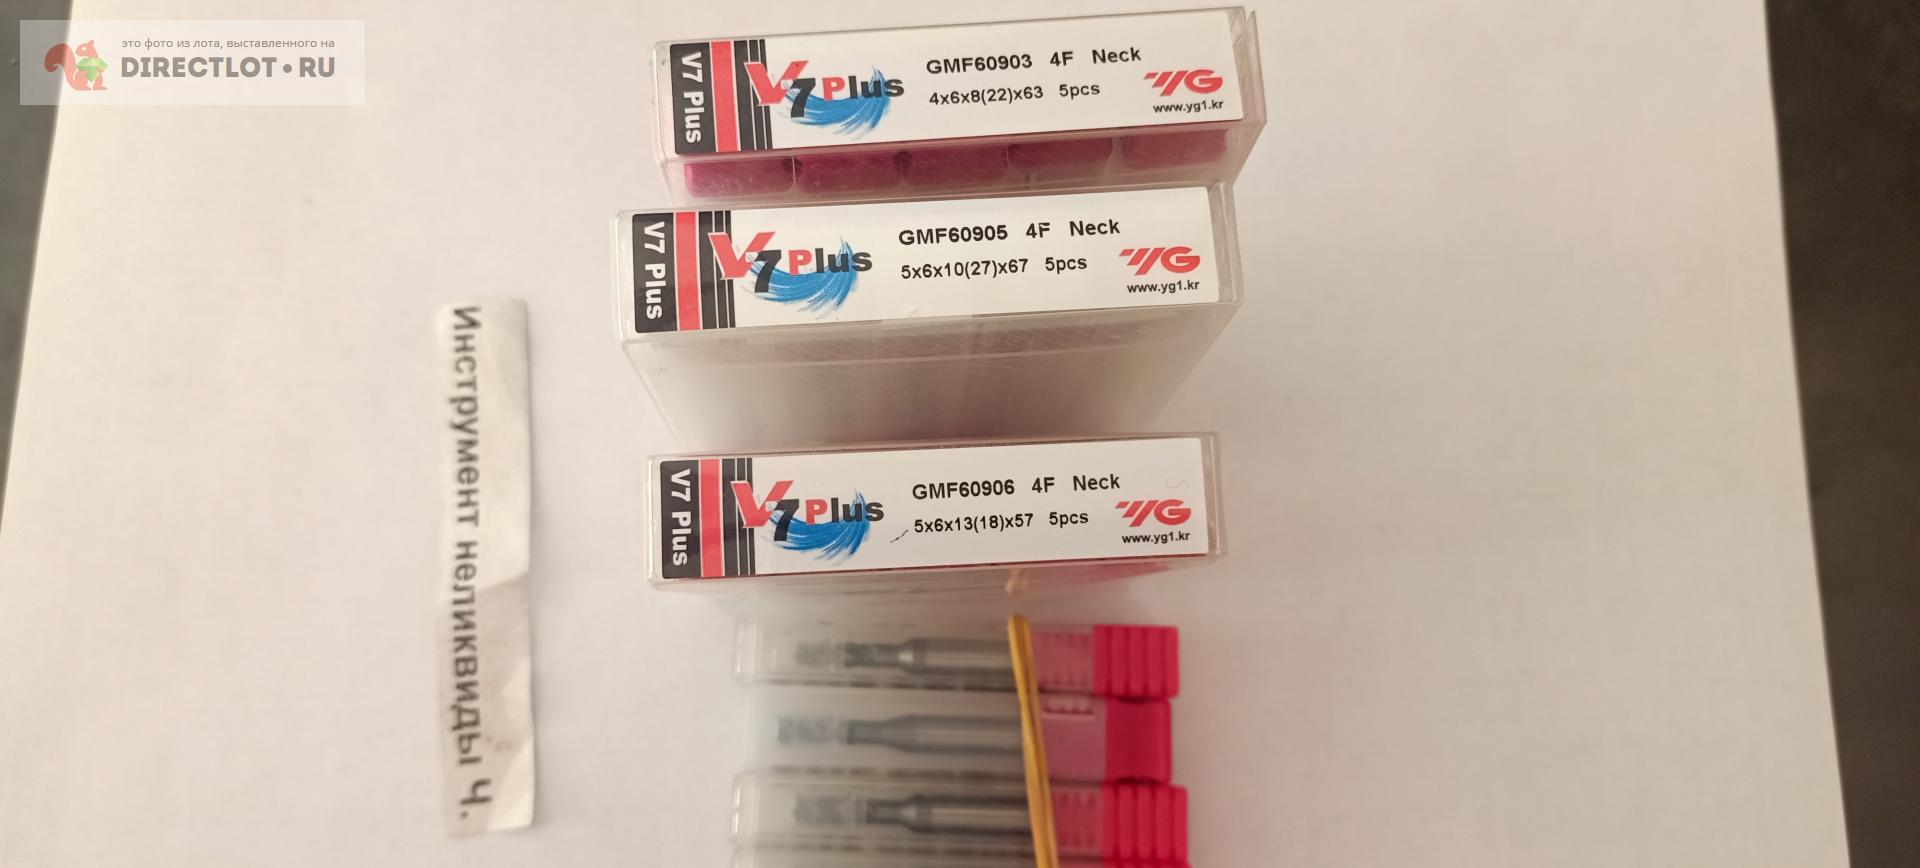 это фото из лота, выставленного на
DIRECTLOT.RU
V7 Plus
V7 Plus
GMF60903 4F Neck
4x6x8(22)x63 5pcs
YG
www.yg1.kr
V7 Plus
V7 Plus
GMF60905 4F Neck
5x6x10(27)x67 5pcs
YG
www.yg1.kr
V7 Plus
V7 Plus
GMF60906 4F Neck
5x6x13(18)x57 5pcs
YG
www.yg1.kr
Инструмент неликвиды Ч.